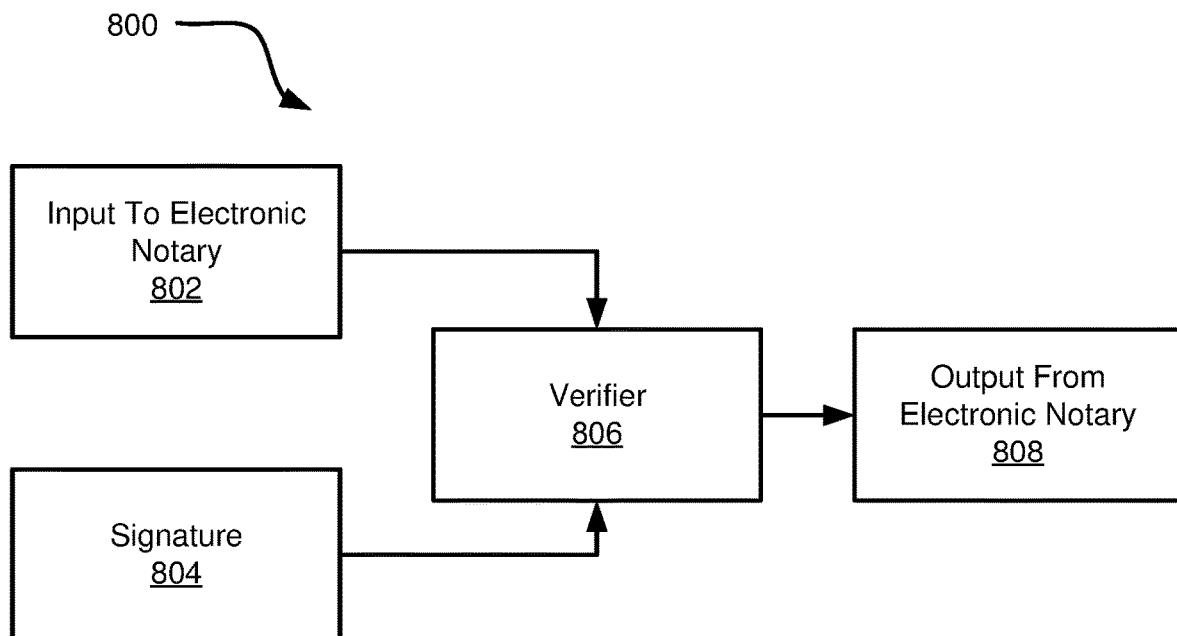 800
Input To Electronic
Notary
802
Verifier
806
Output From
Electronic Notary
808
Signature
804